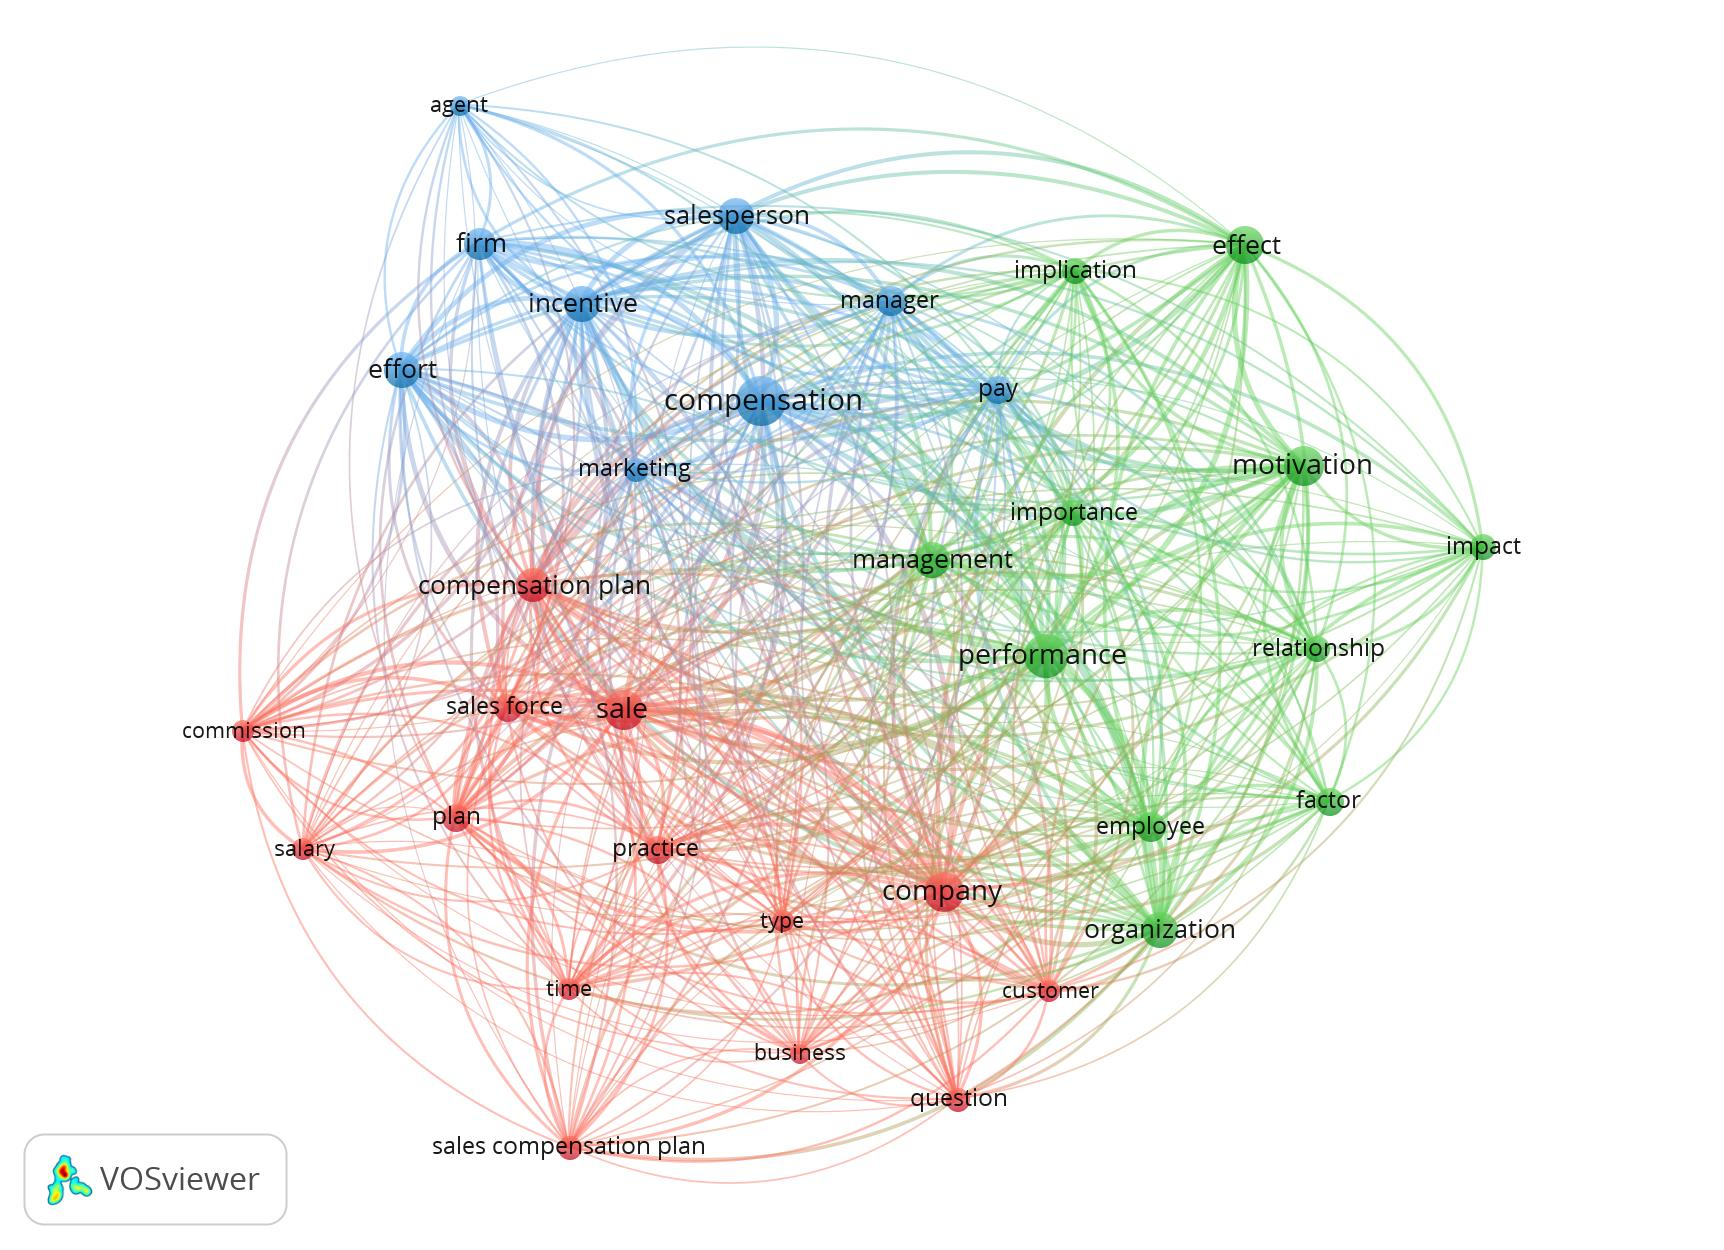 agent
salesperson
firm
effect
implication
incentive
manager
effort
pay
compensation
motivation
marketing
importance
impact
management
compensation plan
relationship
performance
sales force
sale
commission
factor
plan
employee
salary
practice
company
type
organization
time
customer
business
question
sales compensation plan
VOSviewer